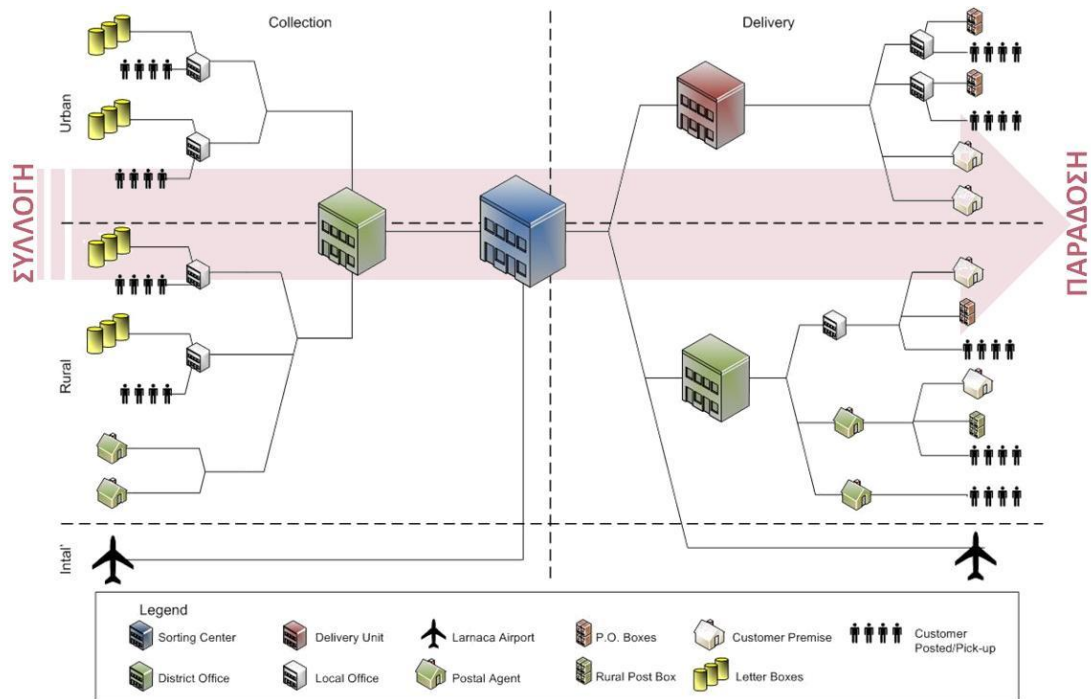 Collection
Delivery
Urban
ΣΥΛΛΟΓΗ
ΠΑΡΑΔΟΣΗ
Rural
Intal'
Legend
Sorting Center
Delivery Unit
Larnaca Airport
P.O. Boxes
Customer Premise
Customer
Posted/Pick-up
District Office
Local Office
Postal Agent
Rural Post Box
Letter Boxes